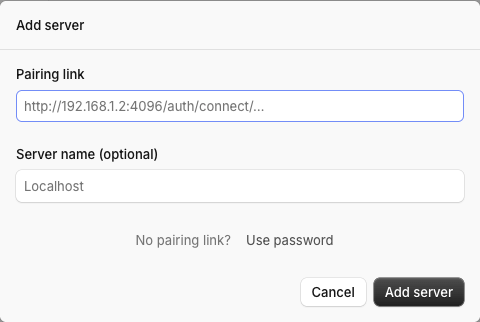 Add server
Pairing link
http://192.168.1.2:4096/auth/connect/...
Server name (optional)
Localhost
No pairing link? Use password
Cancel Add server